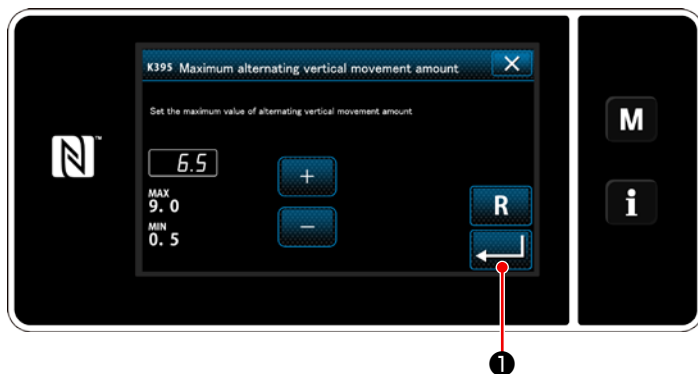 K395 Maximum alternating vertical movement amount
Set the maximum value of alternating vertical movement amount
6.5
+
MAX
9. 0
−
MIN
0. 5
R
M
i
❶